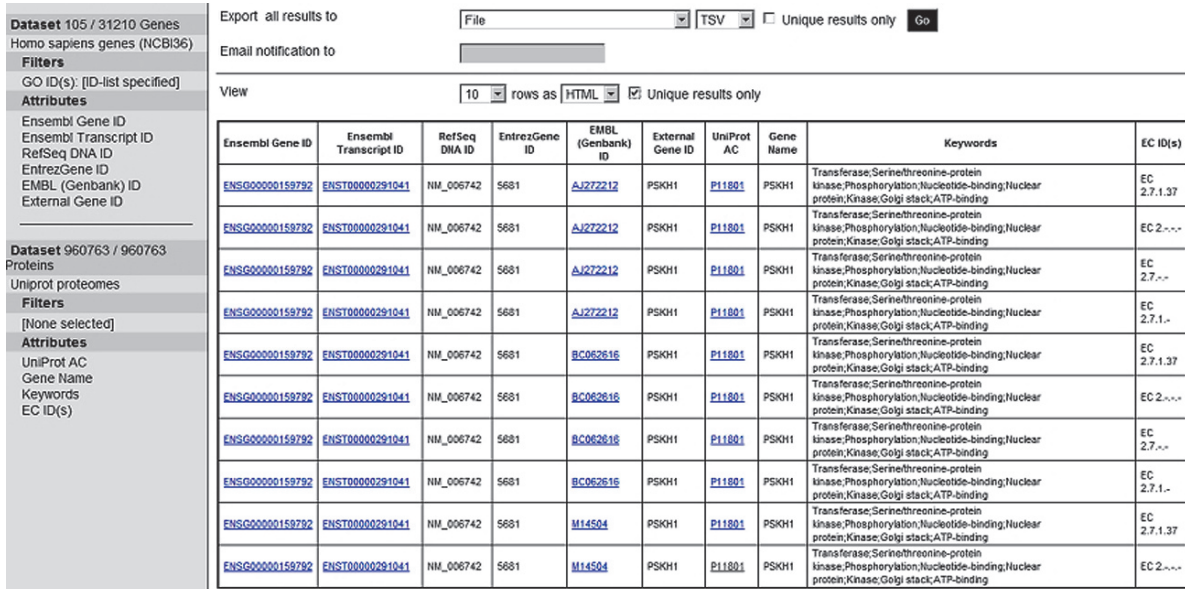 Dataset 105 / 31210 Genes
Homo sapiens genes (NCBI36)
Filters
GO ID(s): [ID-list specified]
Attributes
Ensembl Gene ID
Ensembl Transcript ID
RefSeq DNA ID
EntrezGene ID
EMBL (Genbank) ID
External Gene ID
Dataset 960763 / 960763
Proteins
Uniprot proteomes
Filters
[None selected]
Attributes
UniProt AC
Gene Name
Keywords
EC ID(s)
Export all results to File TSV Unique results only Go
Email notification to
View 10 rows as HTML Unique results only
Ensembl Gene ID Ensembl Transcript ID RefSeq DNA ID EntrezGene ID EMBL (Genbank) ID External Gene ID UniProt AC Gene Name Keywords EC ID(s)
ENSG00000159792 ENST00000291041 NM_006742 5681 AJ272212 PSKH1 P11801 PSKH1 Transferase;Serine/threonine-protein kinase;Phosphorylation;Nucleotide-binding;Nuclear protein;Kinase;Golgi stack;ATP-binding EC 2.7.1.37
ENSG00000159792 ENST00000291041 NM_006742 5681 AJ272212 PSKH1 P11801 PSKH1 Transferase;Serine/threonine-protein kinase;Phosphorylation;Nucleotide-binding;Nuclear protein;Kinase;Golgi stack;ATP-binding EC 2.-.-.-
ENSG00000159792 ENST00000291041 NM_006742 5681 AJ272212 PSKH1 P11801 PSKH1 Transferase;Serine/threonine-protein kinase;Phosphorylation;Nucleotide-binding;Nuclear protein;Kinase;Golgi stack;ATP-binding EC 2.7.-.-
ENSG00000159792 ENST00000291041 NM_006742 5681 AJ272212 PSKH1 P11801 PSKH1 Transferase;Serine/threonine-protein kinase;Phosphorylation;Nucleotide-binding;Nuclear protein;Kinase;Golgi stack;ATP-binding EC 2.7.1.-
ENSG00000159792 ENST00000291041 NM_006742 5681 BC062616 PSKH1 P11801 PSKH1 Transferase;Serine/threonine-protein kinase;Phosphorylation;Nucleotide-binding;Nuclear protein;Kinase;Golgi stack;ATP-binding EC 2.7.1.37
ENSG00000159792 ENST00000291041 NM_006742 5681 BC062616 PSKH1 P11801 PSKH1 Transferase;Serine/threonine-protein kinase;Phosphorylation;Nucleotide-binding;Nuclear protein;Kinase;Golgi stack;ATP-binding EC 2.-.-.-
ENSG00000159792 ENST00000291041 NM_006742 5681 BC062616 PSKH1 P11801 PSKH1 Transferase;Serine/threonine-protein kinase;Phosphorylation;Nucleotide-binding;Nuclear protein;Kinase;Golgi stack;ATP-binding EC 2.7.-.-
ENSG00000159792 ENST00000291041 NM_006742 5681 BC062616 PSKH1 P11801 PSKH1 Transferase;Serine/threonine-protein kinase;Phosphorylation;Nucleotide-binding;Nuclear protein;Kinase;Golgi stack;ATP-binding EC 2.7.1.-
ENSG00000159792 ENST00000291041 NM_006742 5681 M14504 PSKH1 P11801 PSKH1 Transferase;Serine/threonine-protein kinase;Phosphorylation;Nucleotide-binding;Nuclear protein;Kinase;Golgi stack;ATP-binding EC 2.7.1.37
ENSG00000159792 ENST00000291041 NM_006742 5681 M14504 PSKH1 P11801 PSKH1 Transferase;Serine/threonine-protein kinase;Phosphorylation;Nucleotide-binding;Nuclear protein;Kinase;Golgi stack;ATP-binding EC 2.-.-.-